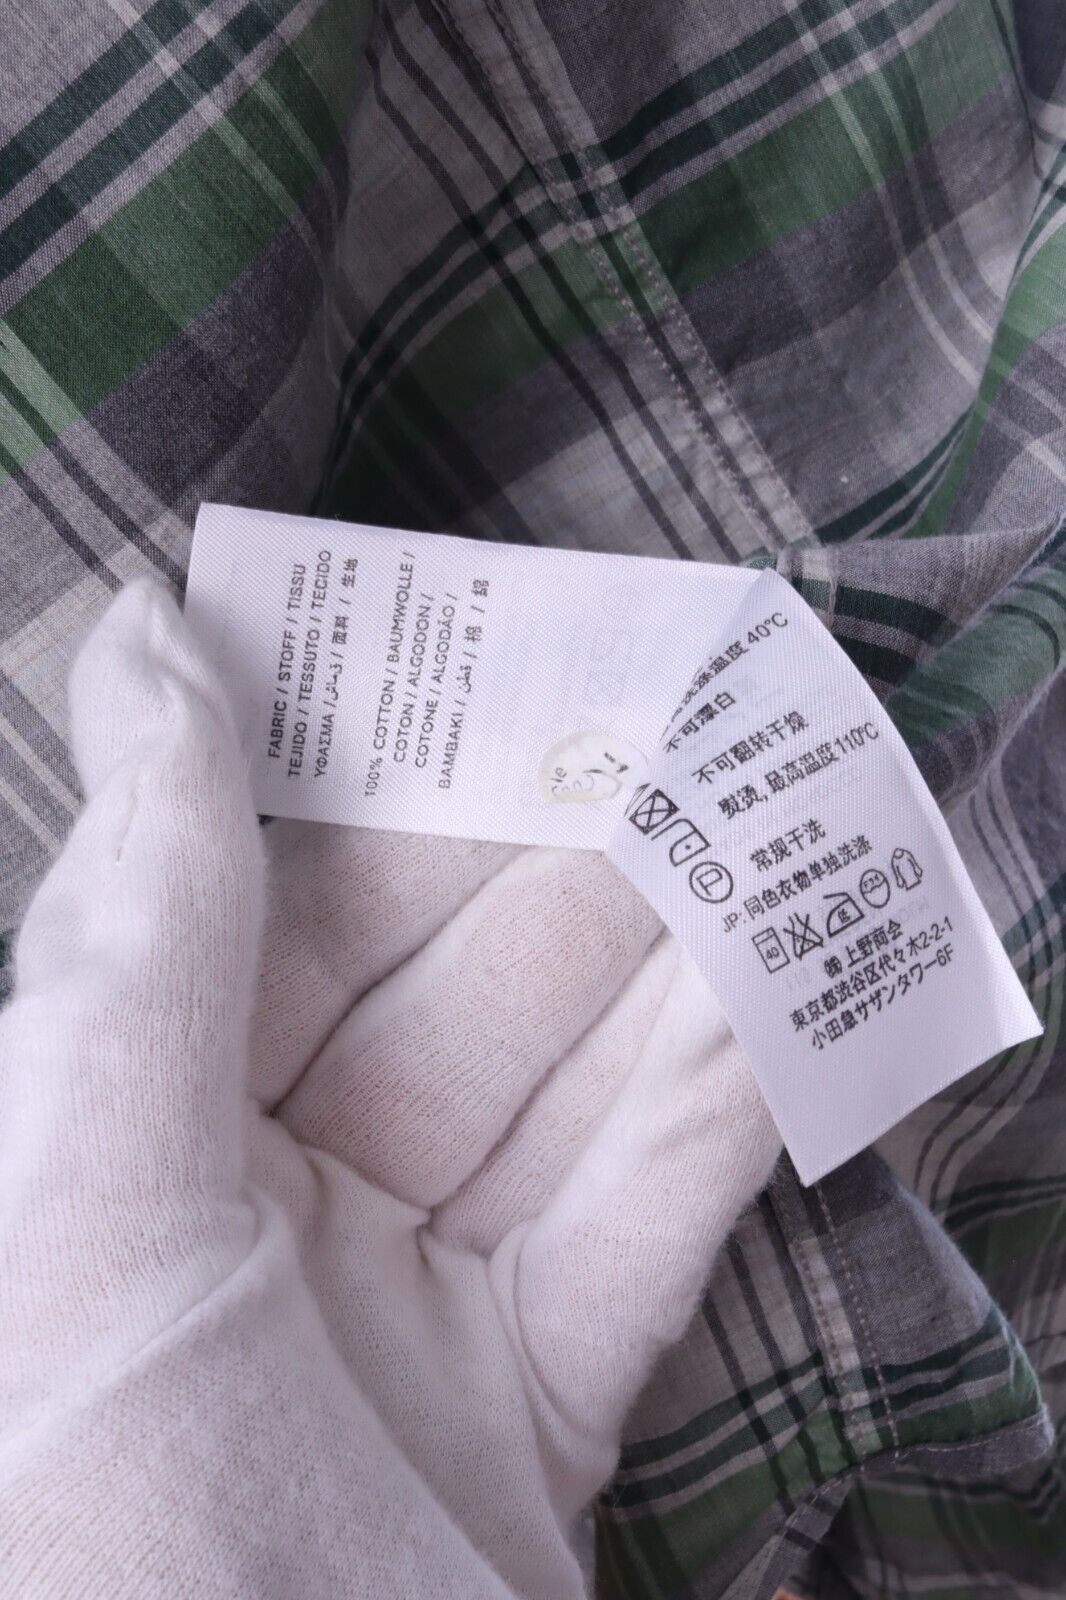 FABRIC / STOFF / TISSU
TEJIDO / TESSUTO / TECIDO
ΥΦΑΣΜΑ / قماش / 面料 / 生地
100% COTTON / BAUMWOLLE /
COTON / ALGODON /
COTONE / ALGODÃO /
BAMBAKI / قطن / 棉 / 綿
洗涤温度 40°C
不可漂白
不可翻转干燥
熨烫, 最高温度 110°C
常规干洗
JP: 同色衣物单独洗涤
P
40
㈱ 上野商会
東京都渋谷区代々木2-2-1
小田急サザンタワー6F